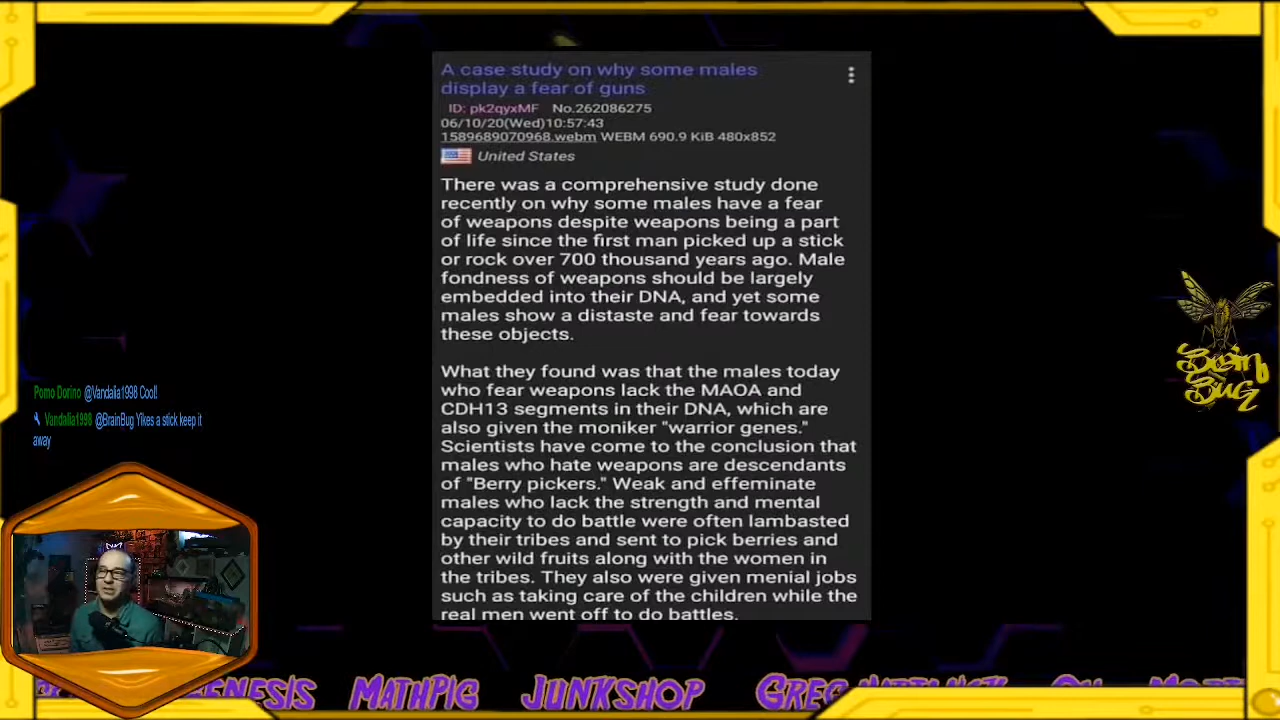 A case study on why some males
display a fear of guns
ID: pk2qyxMF No.262086275
06/10/20(Wed)10:57:43
1589689070968.webm WEBM 690.9 KiB 480x852
United States
There was a comprehensive study done
recently on why some males have a fear
of weapons despite weapons being a part
of life since the first man picked up a stick
or rock over 700 thousand years ago. Male
fondness of weapons should be largely
embedded into their DNA, and yet some
males show a distaste and fear towards
these objects.
What they found was that the males today
who fear weapons lack the MAOA and
CDH13 segments in their DNA, which are
also given the moniker "warrior genes."
Scientists have come to the conclusion that
males who hate weapons are descendants
of "Berry pickers." Weak and effeminate
males who lack the strength and mental
capacity to do battle were often lambasted
by their tribes and sent to pick berries and
other wild fruits along with the women in
the tribes. They also were given menial jobs
such as taking care of the children while the
real men went off to do battles.
Pomo Dorino @Vandalia1998 Cool!
Vandalia1998 @BrainBug Yikes a stick keep it
away
Brain
Bug
MathPig Junkshop